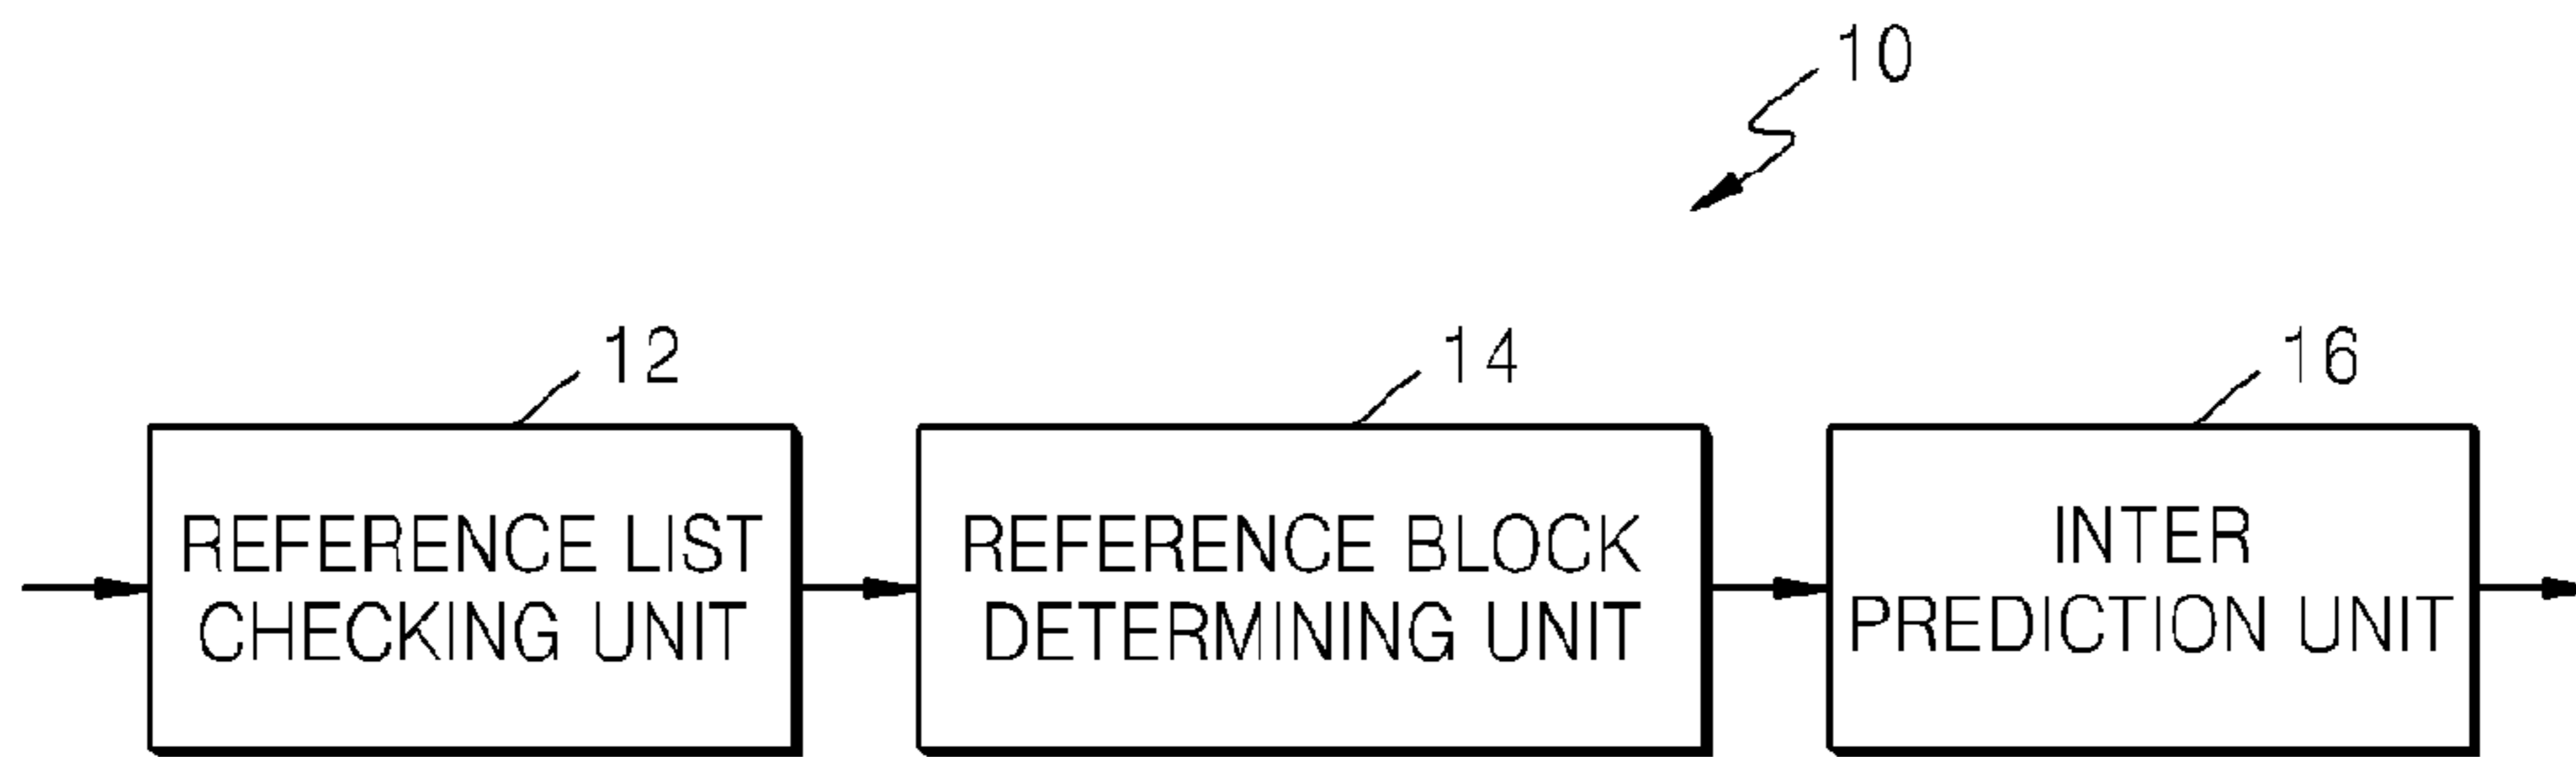 10
12
14
16
REFERENCE LIST
CHECKING UNIT
REFERENCE BLOCK
DETERMINING UNIT
INTER
PREDICTION UNIT